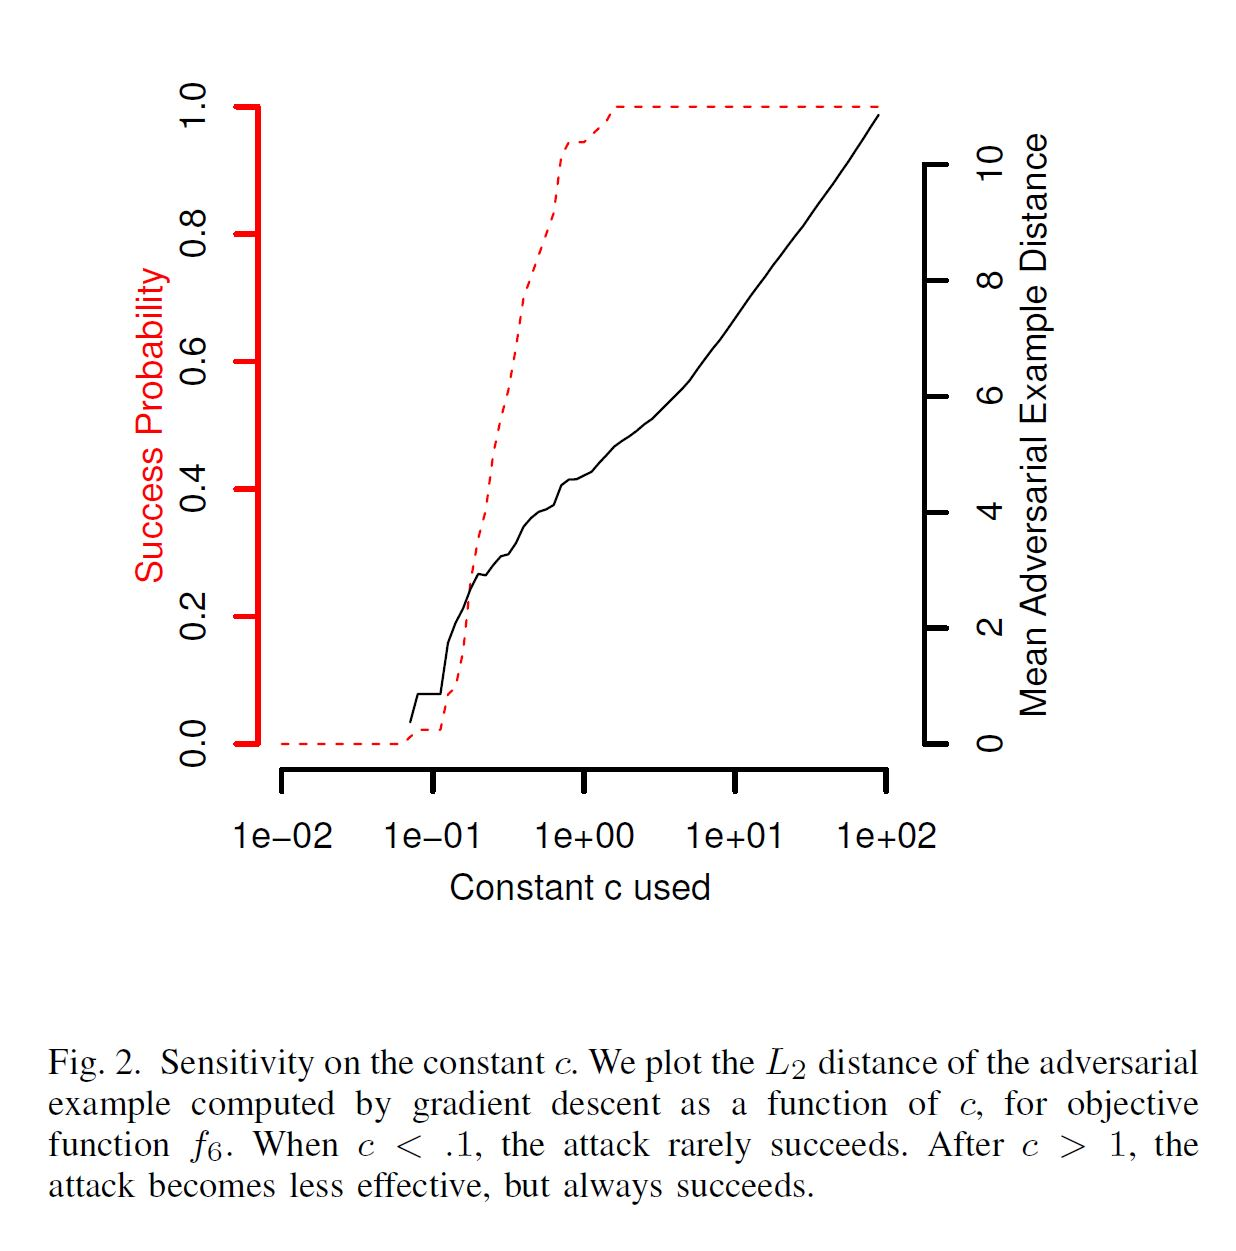 1.0
0.8
0.6
0.4
0.2
0.0
Success Probability
10
8
6
4
2
0
Mean Adversarial Example Distance
1e−02 1e−01 1e+00 1e+01 1e+02
Constant c used
Fig. 2. Sensitivity on the constant c. We plot the L2 distance of the adversarial
example computed by gradient descent as a function of c, for objective
function f6. When c < .1, the attack rarely succeeds. After c > 1, the
attack becomes less effective, but always succeeds.